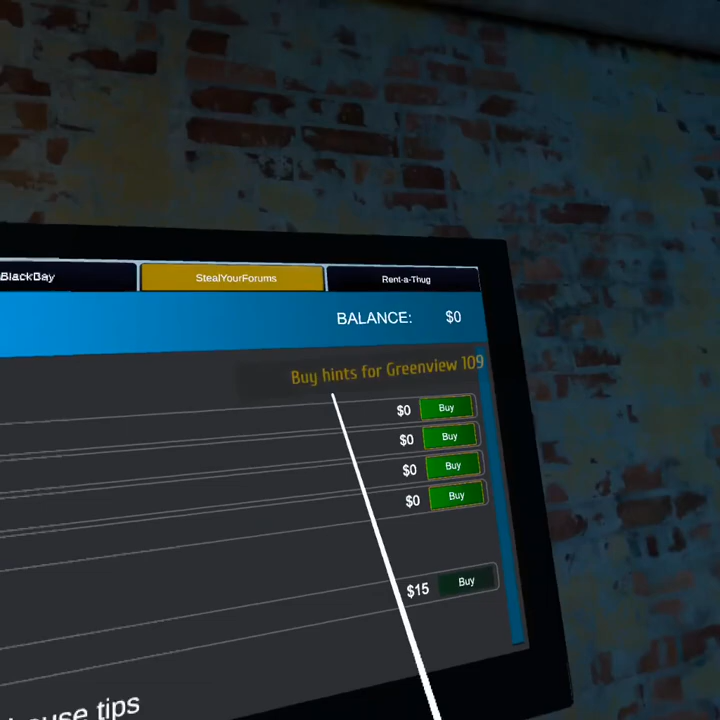 BlackBay
StealYourForums
Rent-a-Thug
BALANCE: $0
Buy hints for Greenview 109
$0 Buy
$0 Buy
$0 Buy
$0 Buy
$15 Buy
tips